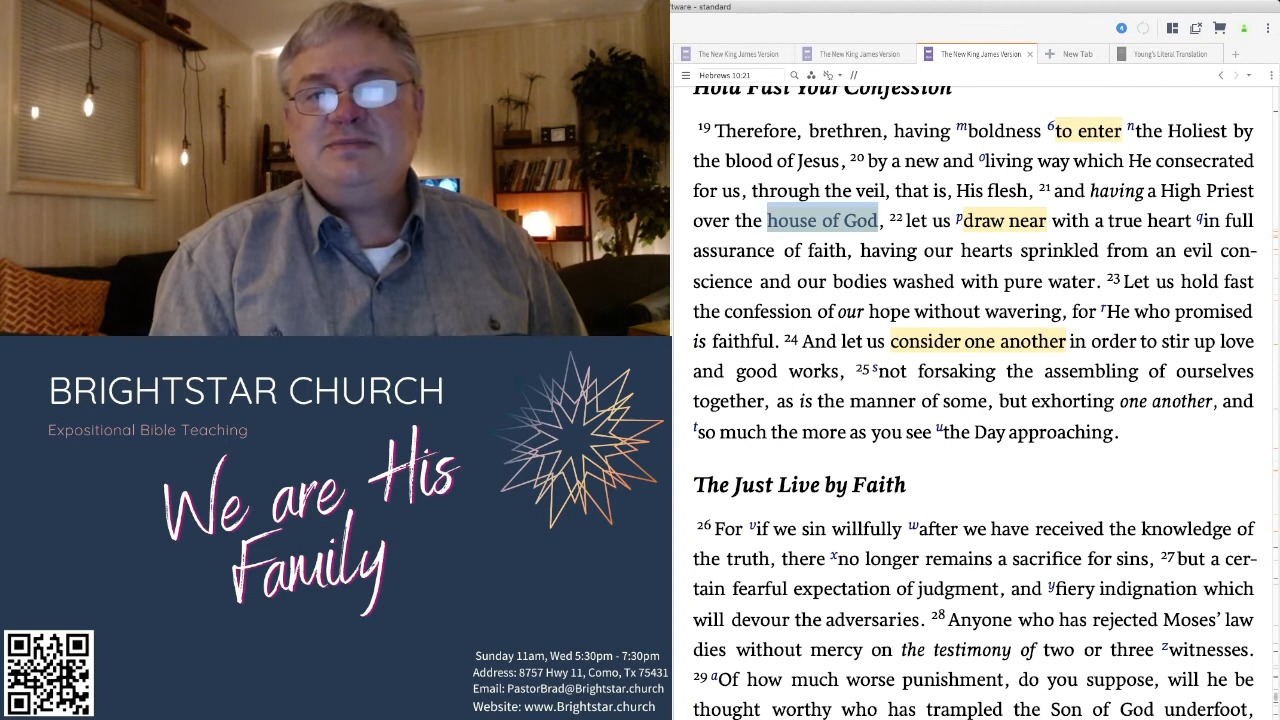 tware - standard
The New King James Version
The New King James Version
The New King James Version
New Tab
Young's Literal Translation
Hebrews 10:21
Hold Fast Your Confession
19 Therefore, brethren, having mboldness 6to enter nthe Holiest by
the blood of Jesus, 20 by a new and oliving way which He consecrated
for us, through the veil, that is, His flesh, 21 and having a High Priest
over the house of God, 22 let us pdraw near with a true heart qin full
assurance of faith, having our hearts sprinkled from an evil con-
science and our bodies washed with pure water. 23 Let us hold fast
the confession of our hope without wavering, for rHe who promised
is faithful. 24 And let us consider one another in order to stir up love
and good works, 25 snot forsaking the assembling of ourselves
together, as is the manner of some, but exhorting one another, and
tso much the more as you see uthe Day approaching.
The Just Live by Faith
26 For vif we sin willfully wafter we have received the knowledge of
the truth, there xno longer remains a sacrifice for sins, 27 but a cer-
tain fearful expectation of judgment, and yfiery indignation which
will devour the adversaries. 28 Anyone who has rejected Moses' law
dies without mercy on the testimony of two or three zwitnesses.
29 aOf how much worse punishment, do you suppose, will he be
thought worthy who has trampled the Son of God underfoot,
BRIGHTSTAR CHURCH
Expositional Bible Teaching
We are His
Family
Sunday 11am, Wed 5:30pm - 7:30pm
Address: 8757 Hwy 11, Como, Tx 75431
Email: PastorBrad@Brightstar.church
Website: www.Brightstar.church